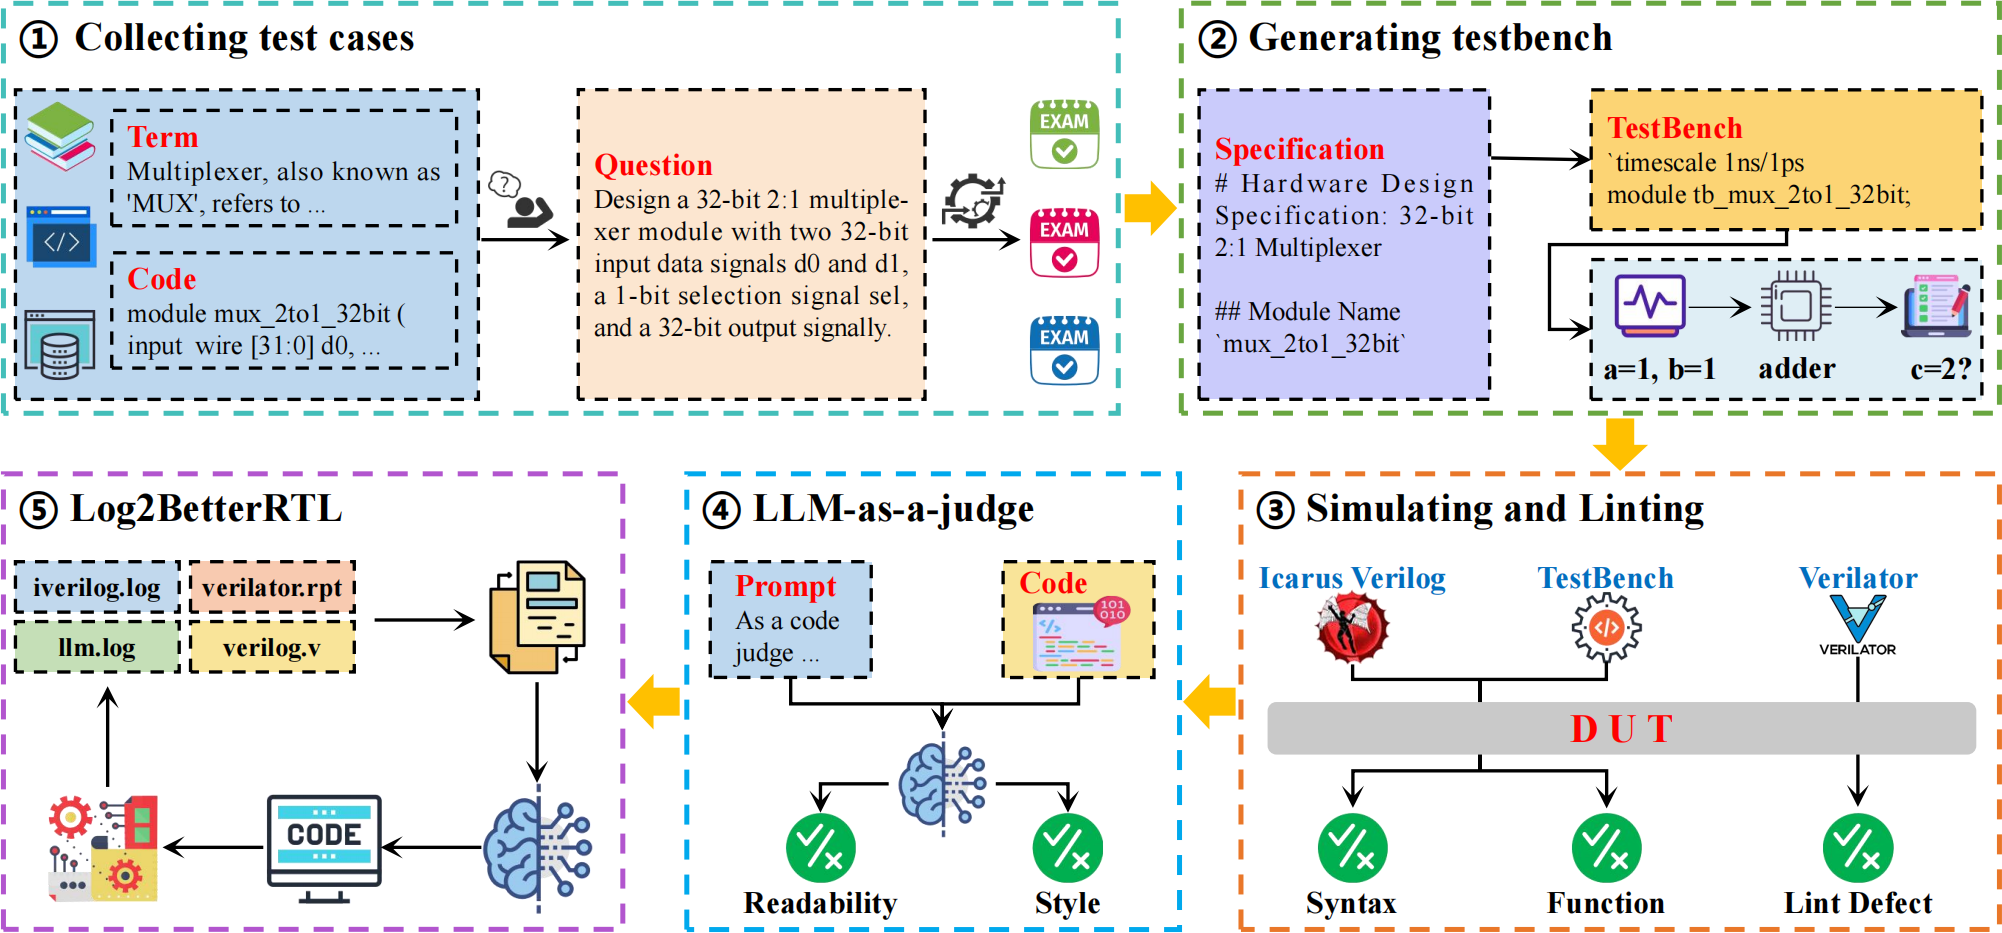 ① Collecting test cases
Term
Multiplexer, also known as
'MUX', refers to ...
</>
Code
module mux_2to1_32bit (
input wire [31:0] d0, ...
?
Question
Design a 32-bit 2:1 multiple-
xer module with two 32-bit
input data signals d0 and d1,
a 1-bit selection signal sel,
and a 32-bit output signally.
EXAM
EXAM
EXAM
② Generating testbench
Specification
# Hardware Design
Specification: 32-bit
2:1 Multiplexer
## Module Name
`mux_2to1_32bit`
TestBench
`timescale 1ns/1ps
module tb_mux_2to1_32bit;
a=1, b=1
adder
c=2?
③ Simulating and Linting
Icarus Verilog
TestBench
Verilator
</>
VERILATOR
D U T
Syntax
Function
Lint Defect
④ LLM-as-a-judge
Prompt
As a code
judge ...
Code
101
010
</>
Readability
Style
⑤ Log2BetterRTL
iverilog.log
verilator.rpt
llm.log
verilog.v
CODE